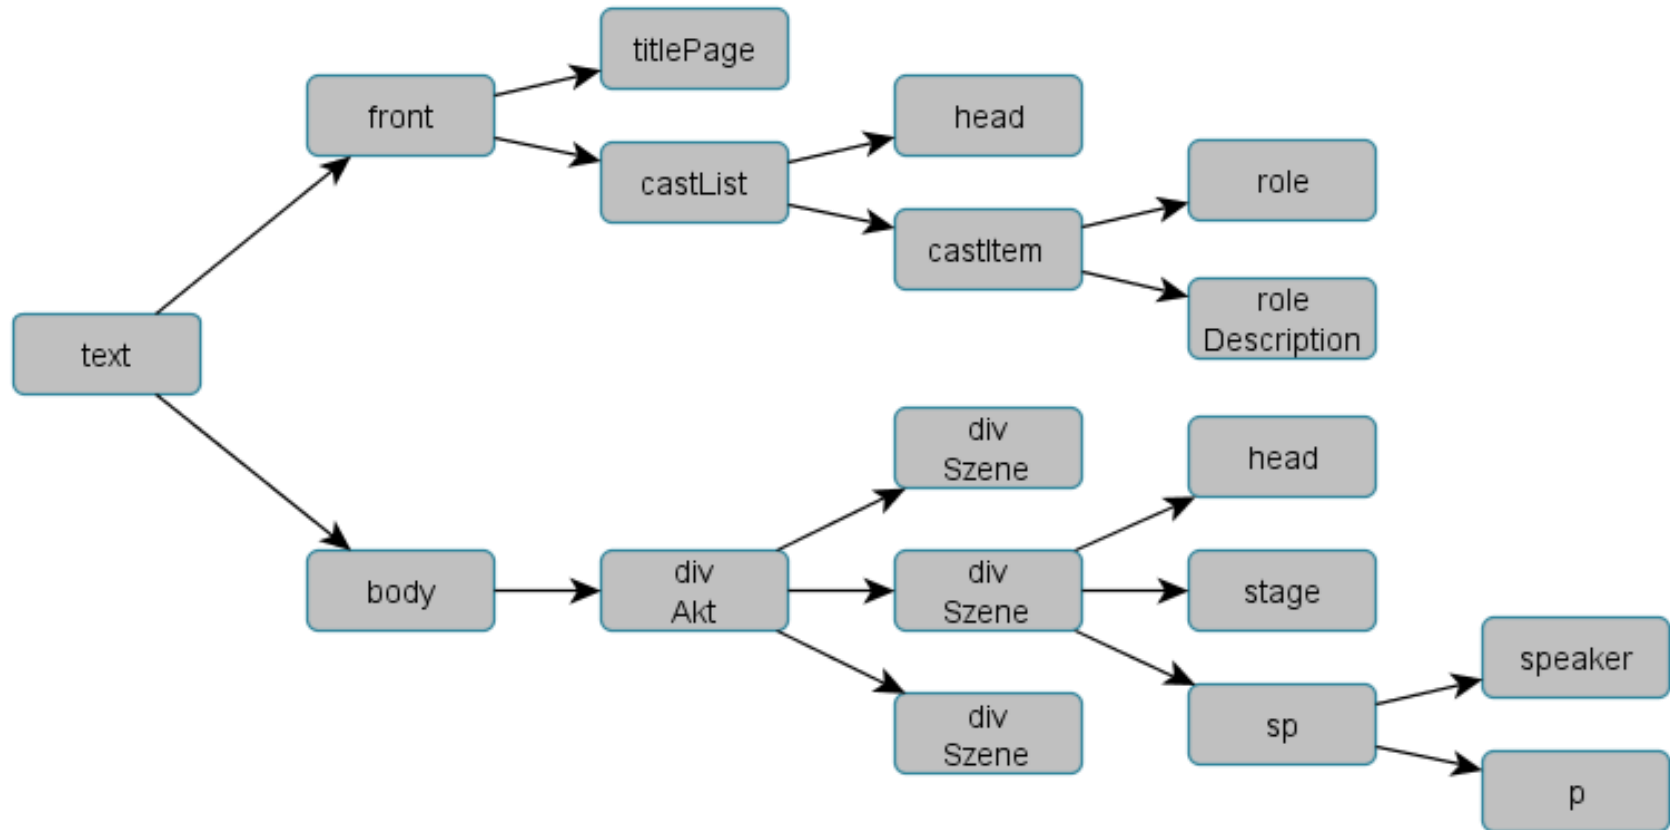 titlePage
front
head
castList
role
castItem
role
Description
text
div
Szene
head
body
div
Akt
div
Szene
stage
speaker
div
Szene
sp
p